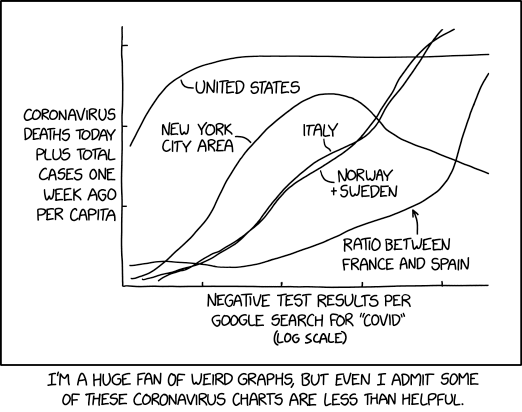 CORONAVIRUS
DEATHS TODAY
PLUS TOTAL
CASES ONE
WEEK AGO
PER CAPITA
UNITED STATES
NEW YORK
CITY AREA
ITALY
NORWAY
+ SWEDEN
RATIO BETWEEN
FRANCE AND SPAIN
NEGATIVE TEST RESULTS PER
GOOGLE SEARCH FOR "COVID"
(LOG SCALE)
I'M A HUGE FAN OF WEIRD GRAPHS, BUT EVEN I ADMIT SOME
OF THESE CORONAVIRUS CHARTS ARE LESS THAN HELPFUL.